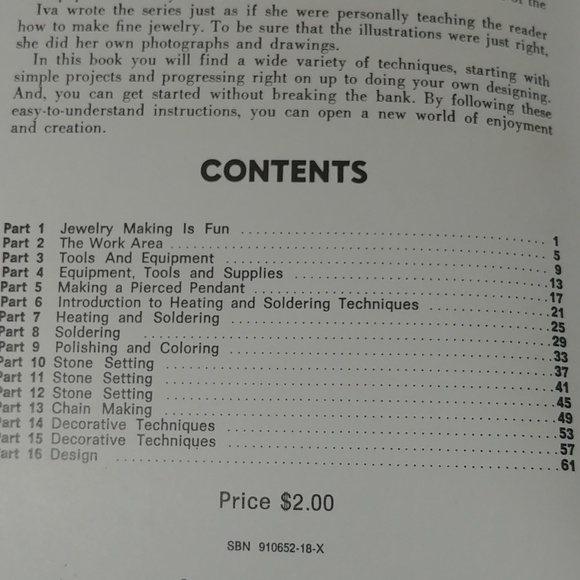 of the
Iva wrote the series just as if she were personally teaching the reader
how to make fine jewelry. To be sure that the illustrations were just right,
she did her own photographs and drawings.
In this book you will find a wide variety of techniques, starting with
simple projects and progressing right on up to doing your own designing.
And, you can get started without breaking the bank. By following these
easy-to-understand instructions, you can open a new world of enjoyment
and creation.
CONTENTS
Part 1 Jewelry Making Is Fun ........ 1
Part 2 The Work Area ........ 5
Part 3 Tools And Equipment ........ 9
Part 4 Equipment, Tools and Supplies ........ 13
Part 5 Making a Pierced Pendant ........ 17
Part 6 Introduction to Heating and Soldering Techniques ........ 21
Part 7 Heating and Soldering ........ 25
Part 8 Soldering ........ 29
Part 9 Polishing and Coloring ........ 33
Part 10 Stone Setting ........ 37
Part 11 Stone Setting ........ 41
Part 12 Stone Setting ........ 45
Part 13 Chain Making ........ 49
Part 14 Decorative Techniques ........ 53
Part 15 Decorative Techniques ........ 57
Part 16 Design ........ 61
Price $2.00
SBN 910652-18-X